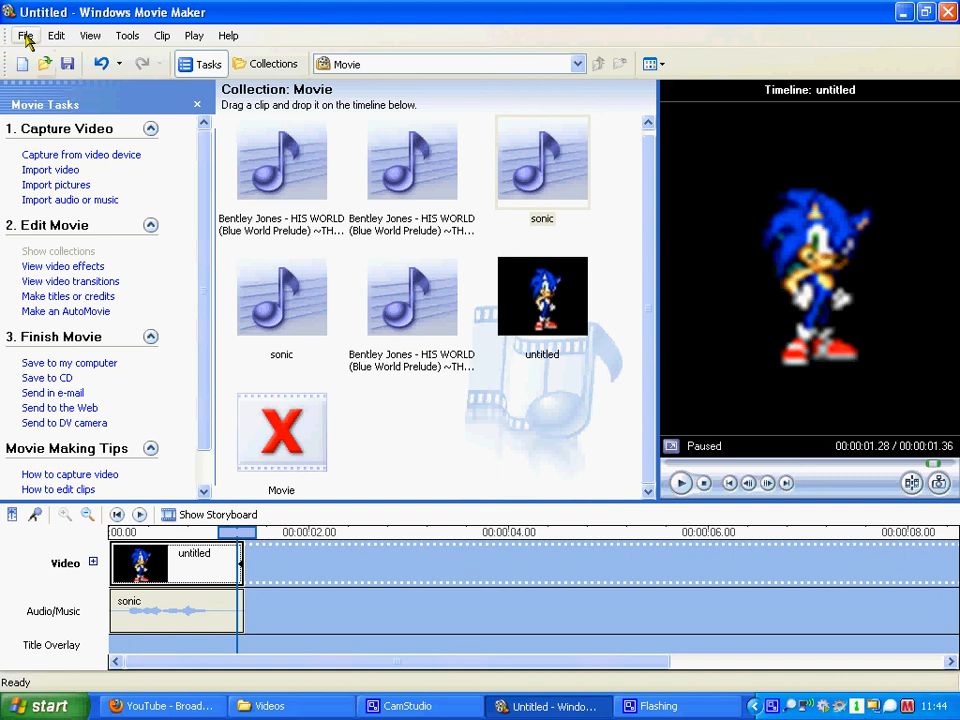 Untitled - Windows Movie Maker
File Edit View Tools Clip Play Help
Tasks Collections Movie
Movie Tasks
1. Capture Video
Capture from video device
Import video
Import pictures
Import audio or music
2. Edit Movie
Show collections
View video effects
View video transitions
Make titles or credits
Make an AutoMovie
3. Finish Movie
Save to my computer
Save to CD
Send in e-mail
Send to the Web
Send to DV camera
Movie Making Tips
How to capture video
How to edit clips
Collection: Movie
Drag a clip and drop it on the timeline below.
Bentley Jones - HIS WORLD
(Blue World Prelude) ~TH...
Bentley Jones - HIS WORLD
(Blue World Prelude) ~TH...
sonic
sonic
Bentley Jones - HIS WORLD
(Blue World Prelude) ~TH...
untitled
X
Movie
Timeline: untitled
Paused 00:00:01.28 / 00:00:01.36
Show Storyboard
00.00 00:00:02.00 00:00:04.00 00:00:06.00 00:00:08.00
Video
untitled
Audio/Music
sonic
Title Overlay
Ready
start YouTube - Broad... Videos CamStudio Untitled - Windo... Flashing 1 M 11:44